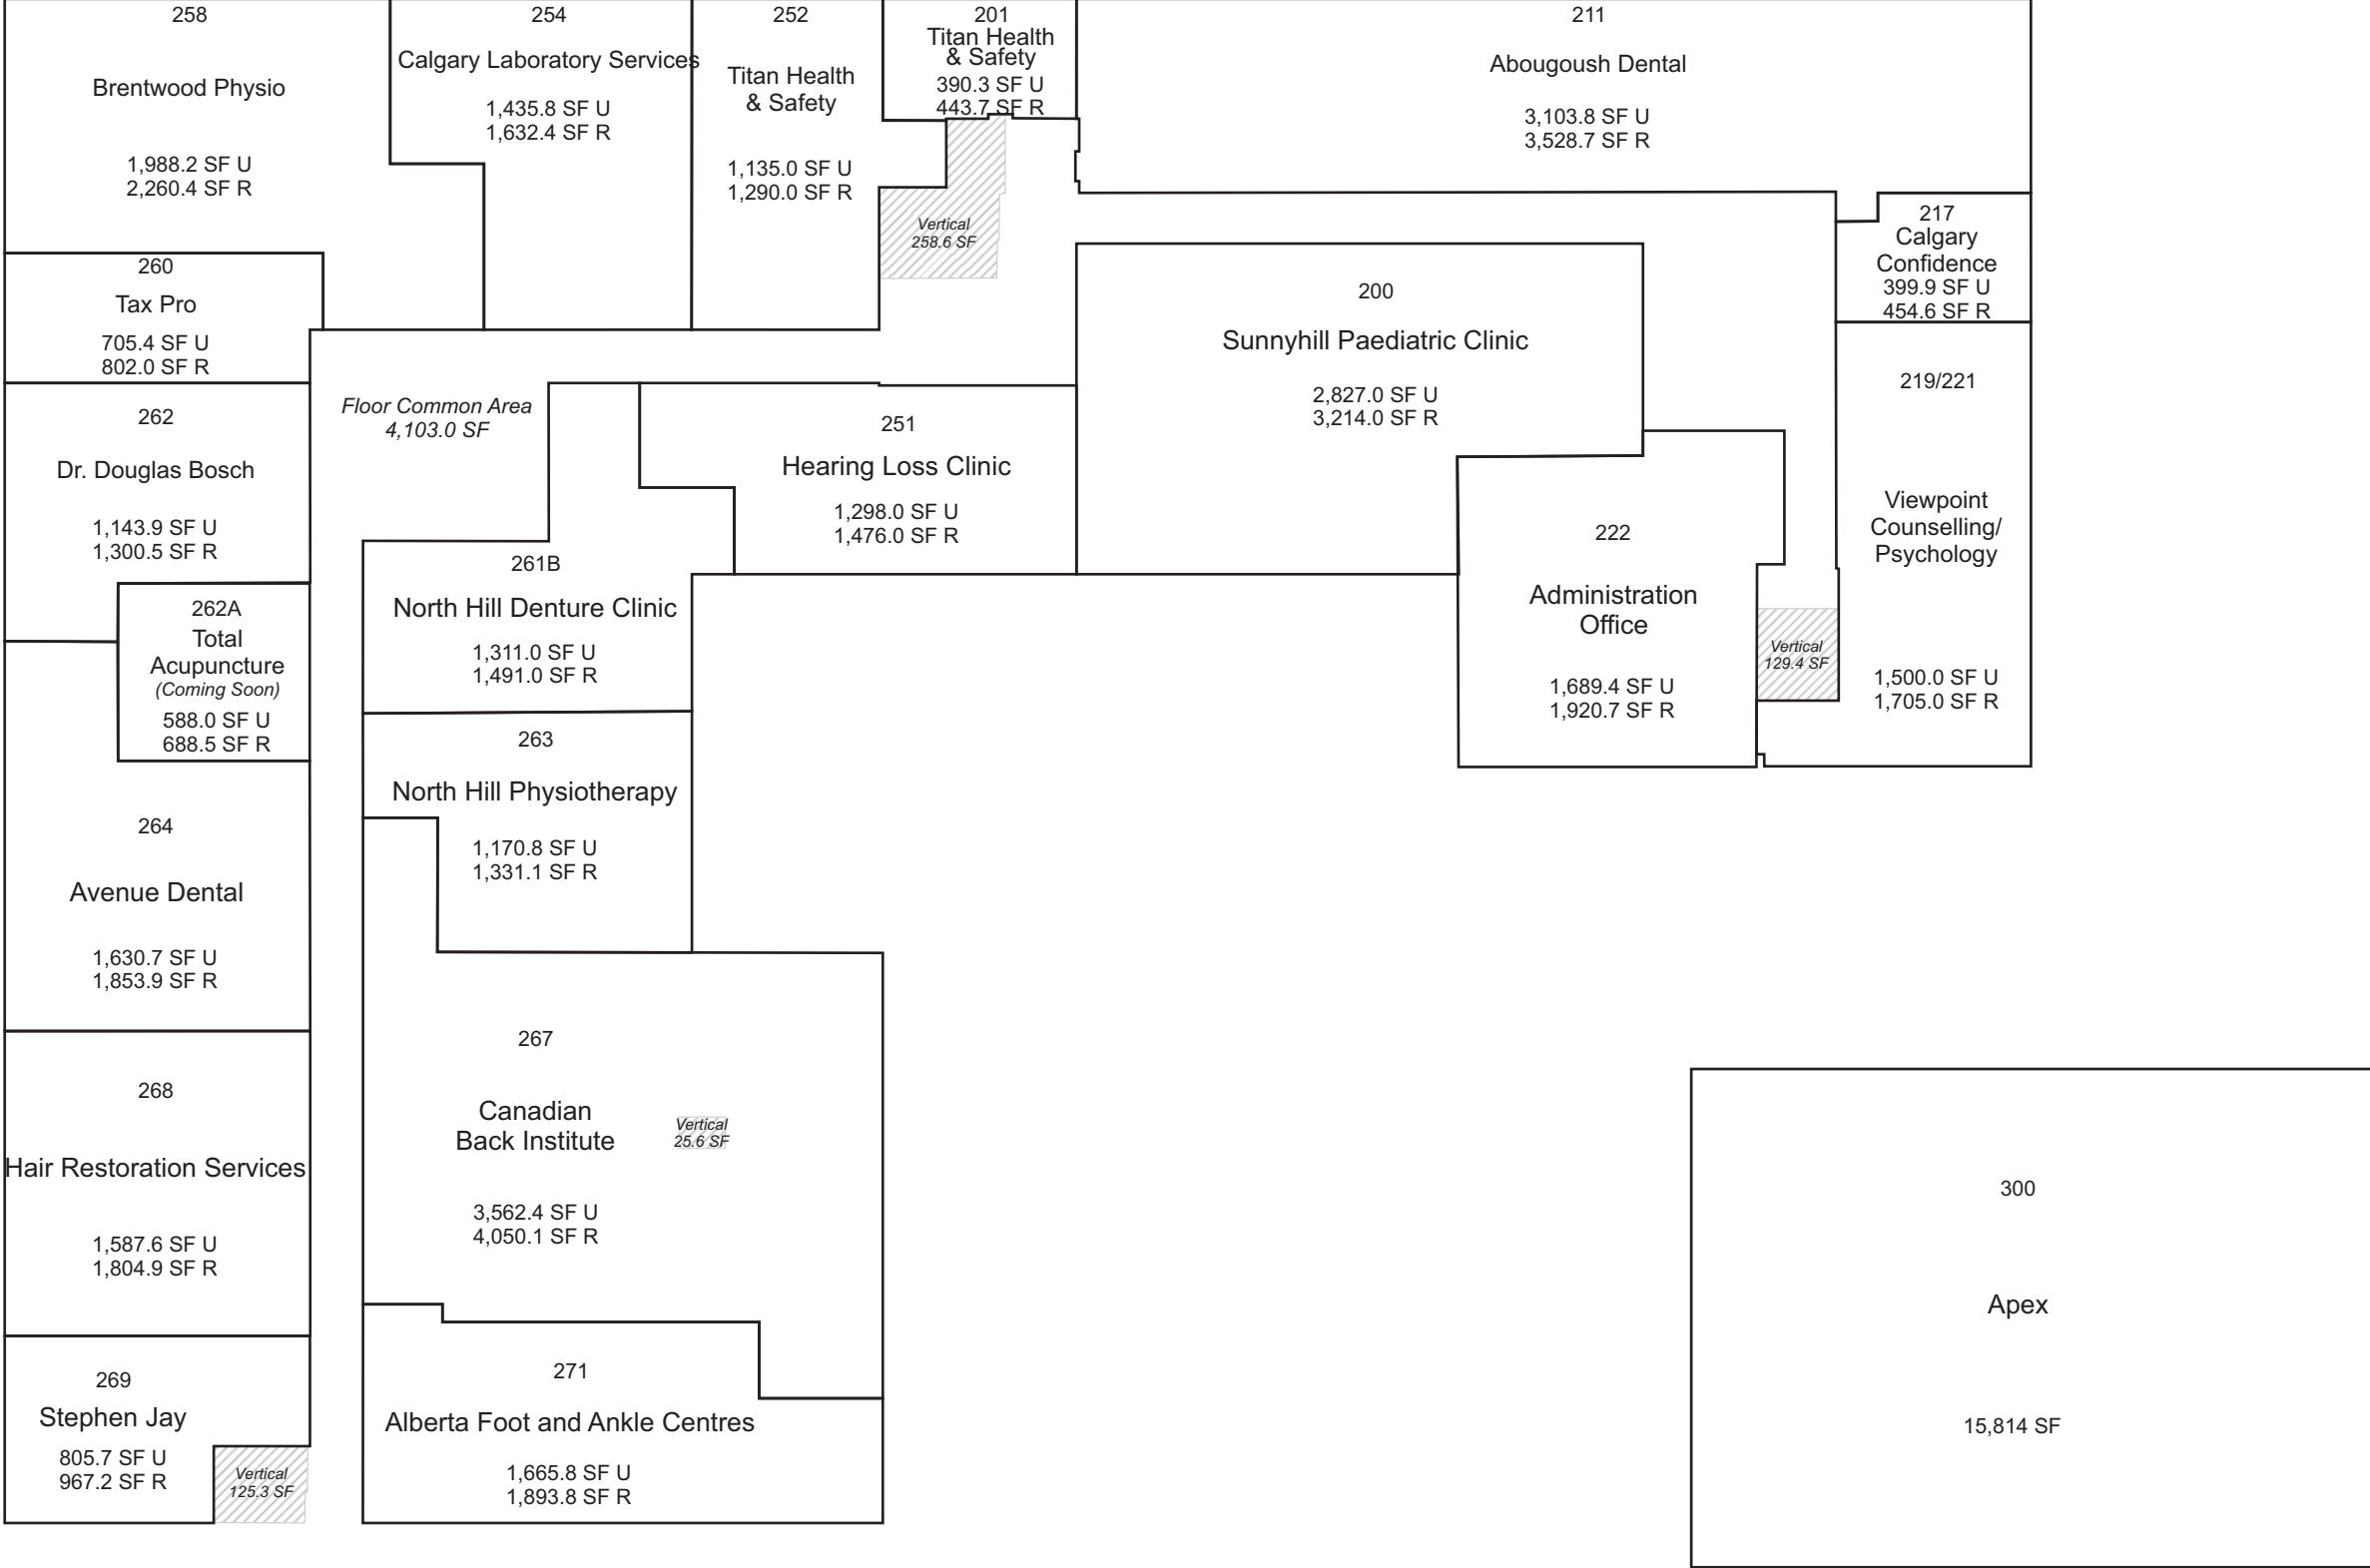 258
Brentwood Physio
1,988.2 SF U
2,260.4 SF R
254
Calgary Laboratory Services
1,435.8 SF U
1,632.4 SF R
252
Titan Health
& Safety
1,135.0 SF U
1,290.0 SF R
201
Titan Health
& Safety
390.3 SF U
443.7 SF R
Vertical
258.6 SF
211
Abougoush Dental
3,103.8 SF U
3,528.7 SF R
217
Calgary
Confidence
399.9 SF U
454.6 SF R
260
Tax Pro
705.4 SF U
802.0 SF R
200
Sunnyhill Paediatric Clinic
2,827.0 SF U
3,214.0 SF R
219/221
Viewpoint
Counselling/
Psychology
1,500.0 SF U
1,705.0 SF R
262
Dr. Douglas Bosch
1,143.9 SF U
1,300.5 SF R
Floor Common Area
4,103.0 SF
251
Hearing Loss Clinic
1,298.0 SF U
1,476.0 SF R
222
Administration
Office
1,689.4 SF U
1,920.7 SF R
Vertical
129.4 SF
262A
Total
Acupuncture
(Coming Soon)
588.0 SF U
688.5 SF R
261B
North Hill Denture Clinic
1,311.0 SF U
1,491.0 SF R
263
North Hill Physiotherapy
1,170.8 SF U
1,331.1 SF R
264
Avenue Dental
1,630.7 SF U
1,853.9 SF R
267
Canadian
Back Institute
3,562.4 SF U
4,050.1 SF R
Vertical
25.6 SF
268
Hair Restoration Services
1,587.6 SF U
1,804.9 SF R
300
Apex
15,814 SF
269
Stephen Jay
805.7 SF U
967.2 SF R
Vertical
125.3 SF
271
Alberta Foot and Ankle Centres
1,665.8 SF U
1,893.8 SF R